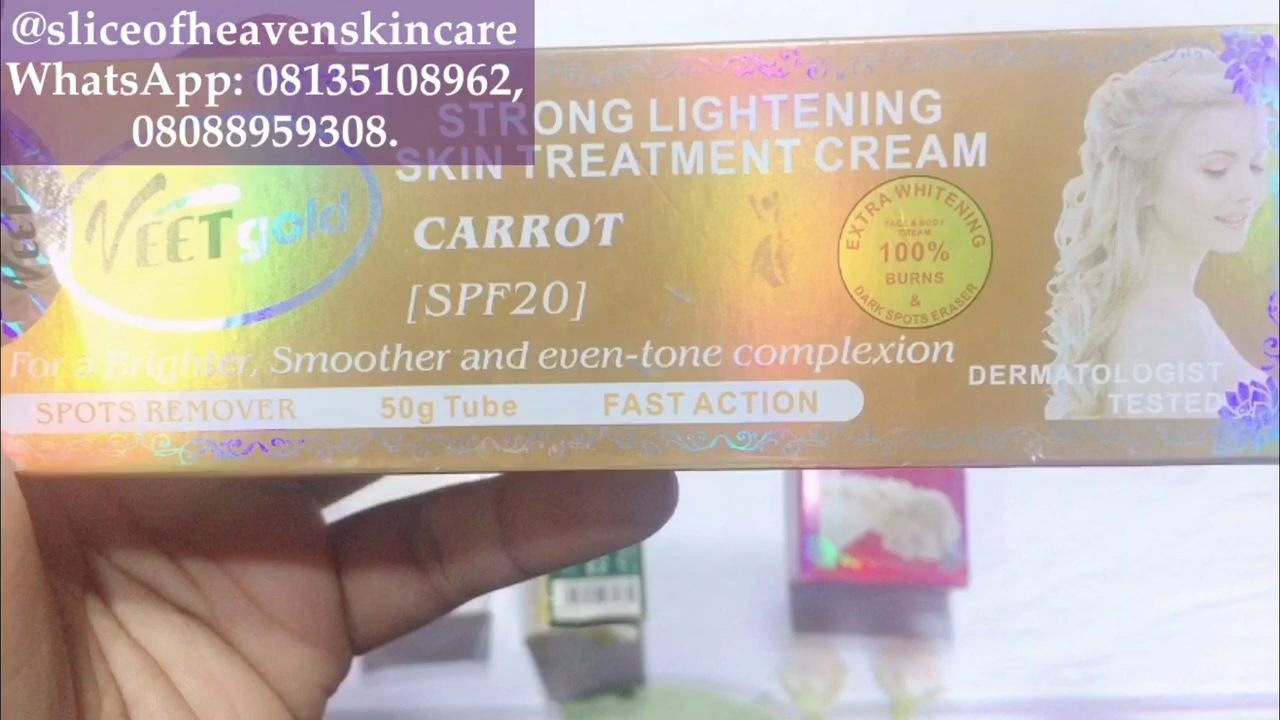 @sliceofheavenskincare
WhatsApp: 08135108962,
08088959308.
STRONG LIGHTENING
SKIN TREATMENT CREAM
VEET gold
CARROT
[SPF20]
EXTRA WHITENING
FACE & BODY
CREAM
100%
BURNS
&
DARK SPOTS ERASER
For a Brighter, Smoother and even-tone complexion
DERMATOLOGIST
TESTED
SPOTS REMOVER 50g Tube FAST ACTION